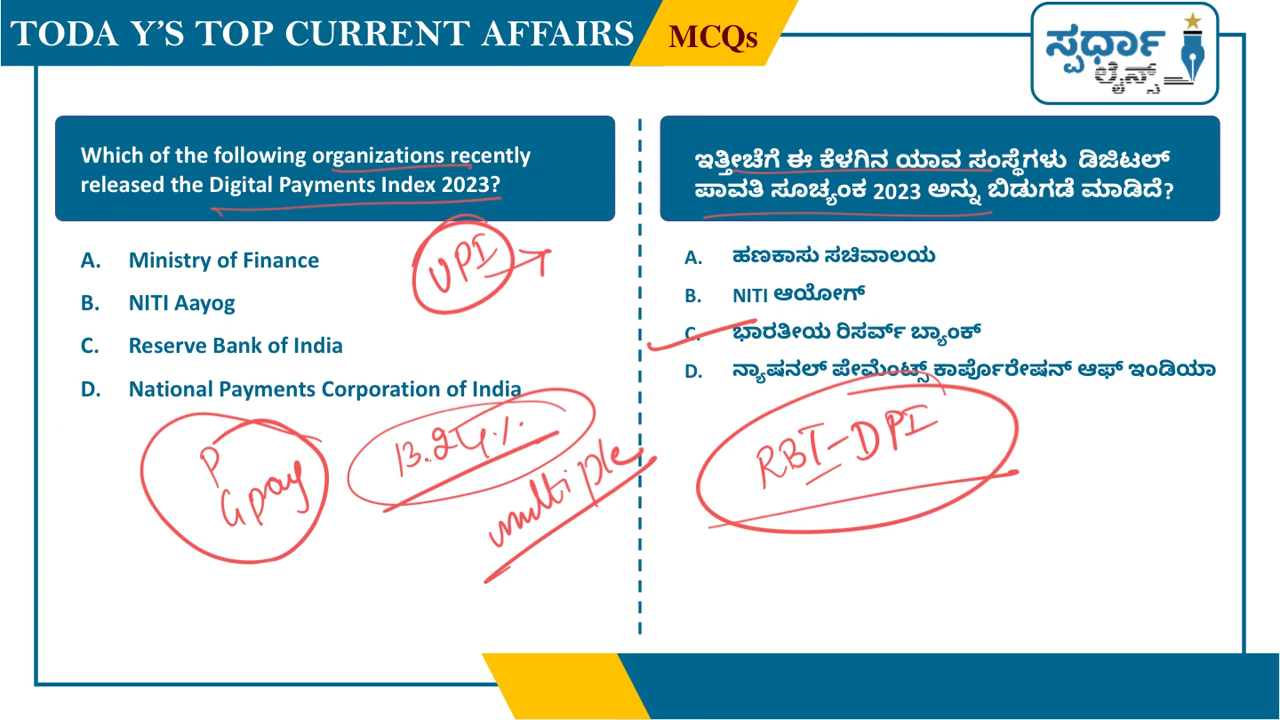 TODA Y'S TOP CURRENT AFFAIRS MCQs
ಸ್ಪರ್ಧಾ
ಲೈನ್ಸ್
Which of the following organizations recently
released the Digital Payments Index 2023?
A. Ministry of Finance
B. NITI Aayog
C. Reserve Bank of India
D. National Payments Corporation of India
UPI
P
Gpay
13.24%
multiple
ಇತ್ತೀಚೆಗೆ ಈ ಕೆಳಗಿನ ಯಾವ ಸಂಸ್ಥೆಗಳು ಡಿಜಿಟಲ್
ಪಾವತಿ ಸೂಚ್ಯಂಕ 2023 ಅನ್ನು ಬಿಡುಗಡೆ ಮಾಡಿದೆ?
A. ಹಣಕಾಸು ಸಚಿವಾಲಯ
B. NITI ಆಯೋಗ್
C. ಭಾರತೀಯ ರಿಸರ್ವ್ ಬ್ಯಾಂಕ್
D. ನ್ಯಾಷನಲ್ ಪೇಮೆಂಟ್ಸ್ ಕಾರ್ಪೊರೇಷನ್ ಆಫ್ ಇಂಡಿಯಾ
RBI-DPI